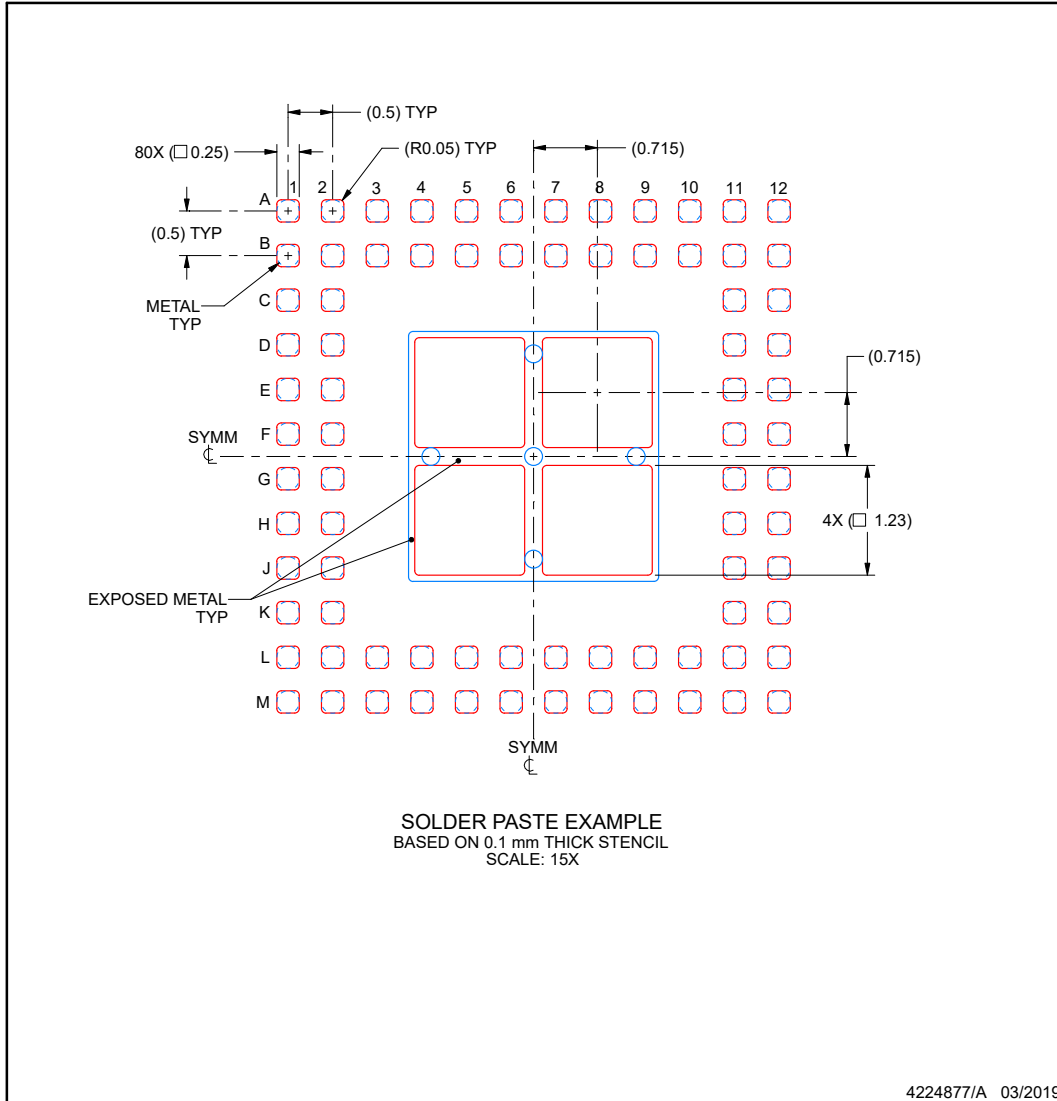 (0.5) TYP
80X (□ 0.25)
(R0.05) TYP
(0.715)
1 2 3 4 5 6 7 8 9 10 11 12
A
(0.5) TYP
B
METAL
TYP
C
D
(0.715)
E
F
SYMM
℄
G
4X (□ 1.23)
H
J
EXPOSED METAL
TYP
K
L
M
SYMM
℄
SOLDER PASTE EXAMPLE
BASED ON 0.1 mm THICK STENCIL
SCALE: 15X
4224877/A 03/2019